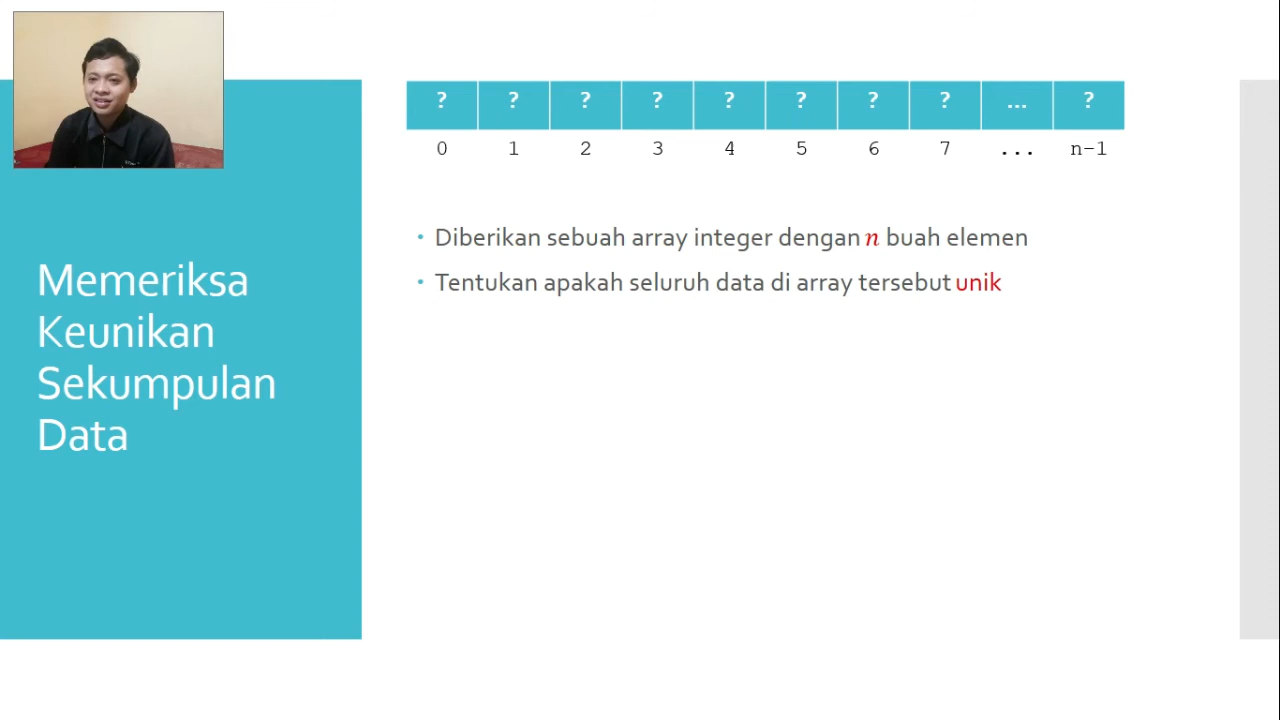 ? ? ? ? ? ? ? ? ... ?
0 1 2 3 4 5 6 7 ... n-1
Memeriksa
Keunikan
Sekumpulan
Data
• Diberikan sebuah array integer dengan n buah elemen
• Tentukan apakah seluruh data di array tersebut unik